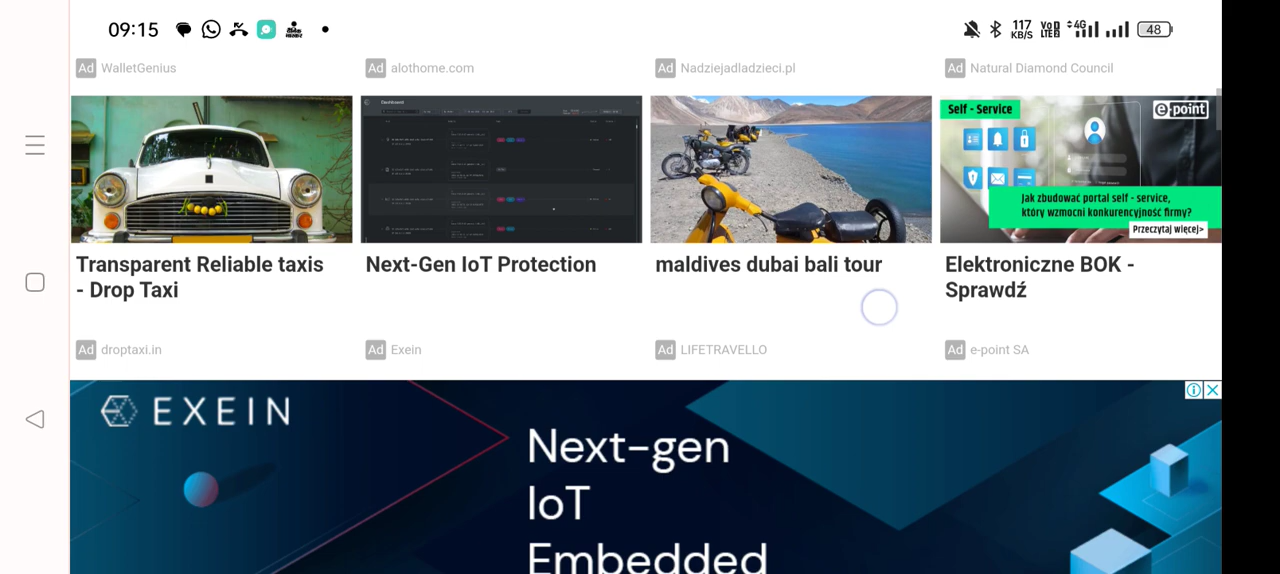 09:15
117
KB/S
Vo D
LTE B
4G
48
Ad WalletGenius
Ad alothome.com
Ad Nadziejadladzieci.pl
Ad Natural Diamond Council
Dashboard
Self - Service
e-point
Jak zbudować portal self - service,
który wzmocni konkurencyjność firmy?
Przeczytaj więcej>
Transparent Reliable taxis
- Drop Taxi
Next-Gen IoT Protection
maldives dubai bali tour
Elektroniczne BOK -
Sprawdź
Ad droptaxi.in
Ad Exein
Ad LIFETRAVELLO
Ad e-point SA
EXEIN
Next-gen
IoT
Embedded